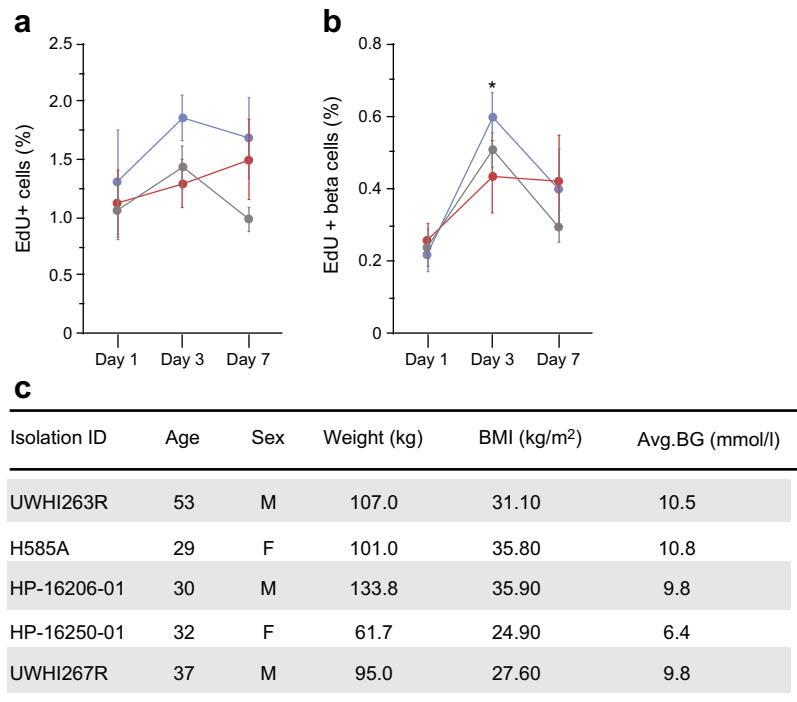 a
EdU+ cells (%)
2.5
2.0
1.5
1.0
0.5
0
Day 1 Day 3 Day 7
b
EdU + beta cells (%)
0.8
0.6
0.4
0.2
0
*
Day 1 Day 3 Day 7
c
Isolation ID Age Sex Weight (kg) BMI (kg/m²) Avg.BG (mmol/l)
UWHI263R 53 M 107.0 31.10 10.5
H585A 29 F 101.0 35.80 10.8
HP-16206-01 30 M 133.8 35.90 9.8
HP-16250-01 32 F 61.7 24.90 6.4
UWHI267R 37 M 95.0 27.60 9.8